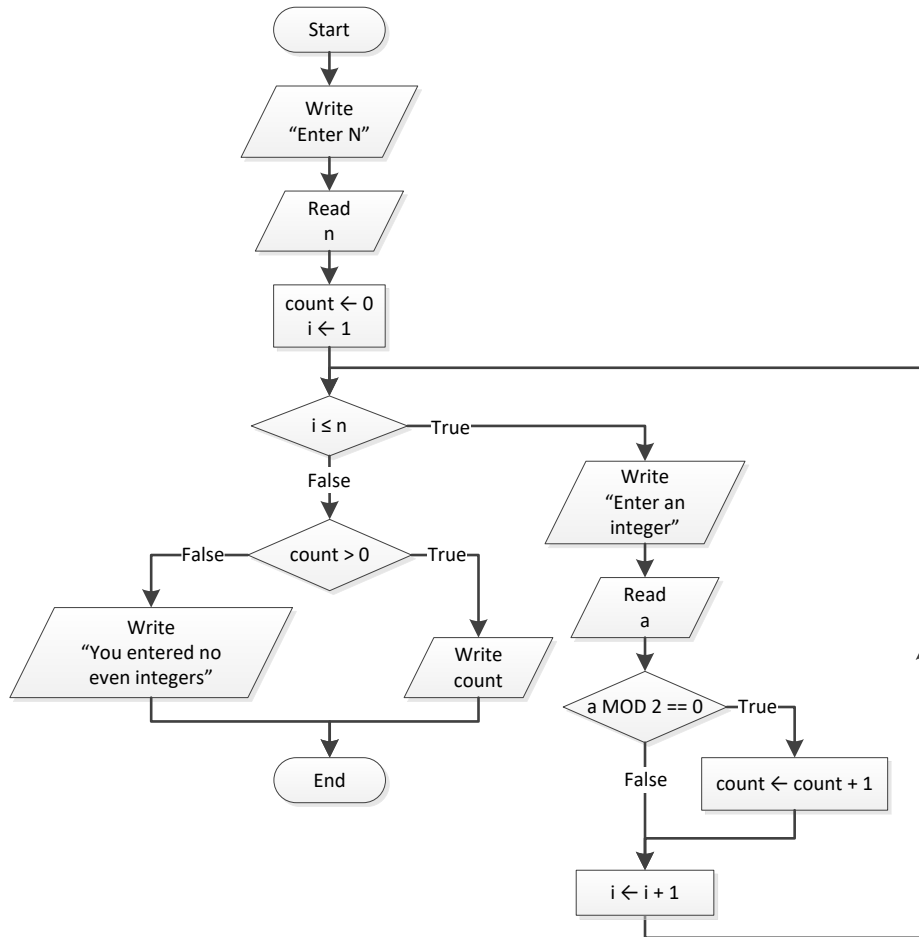 Start
Write
“Enter N”
Read
n
count ← 0
i ← 1
i ≤ n
True
False
Write
“Enter an
integer”
count > 0
False
True
Read
a
Write
“You entered no
even integers”
Write
count
a MOD 2 == 0
True
End
False
count ← count + 1
i ← i + 1